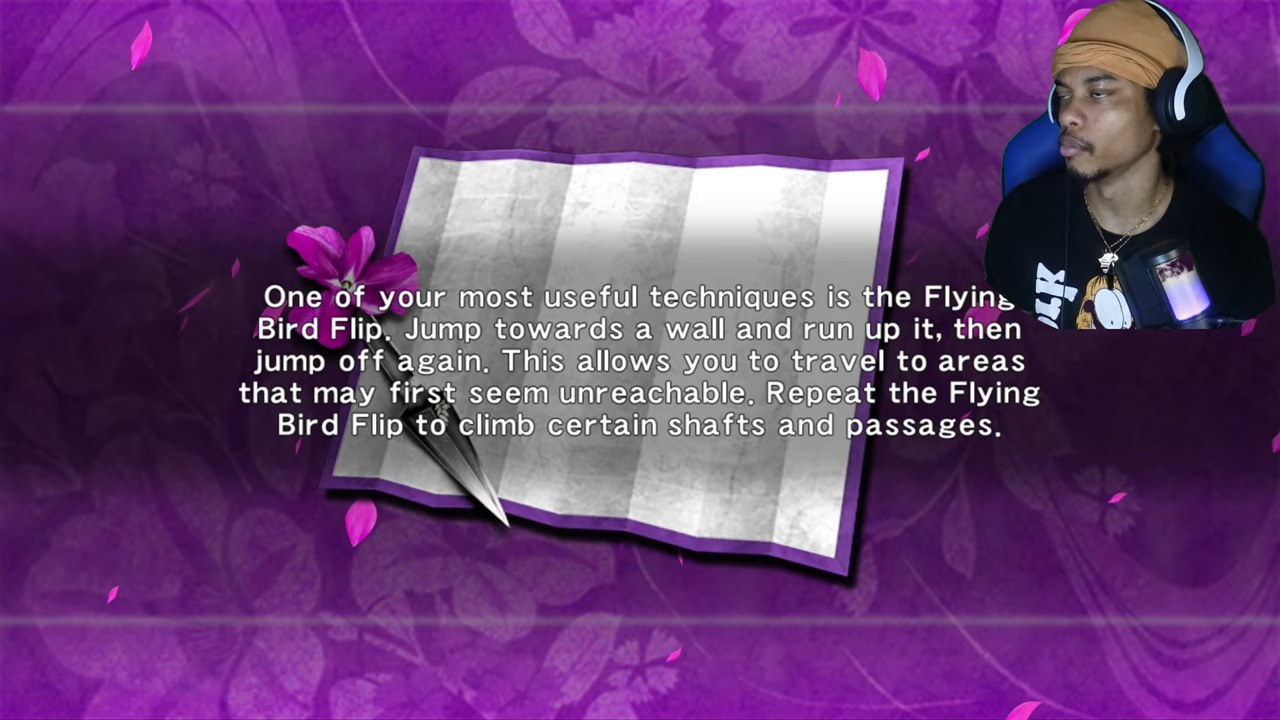 One of your most useful techniques is the Flying
Bird Flip. Jump towards a wall and run up it, then
jump off again. This allows you to travel to areas
that may first seem unreachable. Repeat the Flying
Bird Flip to climb certain shafts and passages.